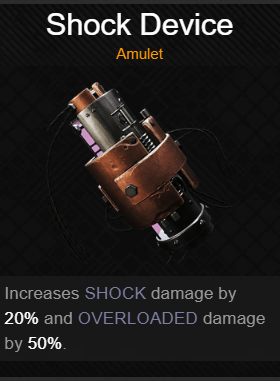 Shock Device
Amulet
Increases SHOCK damage by
20% and OVERLOADED damage
by 50%.